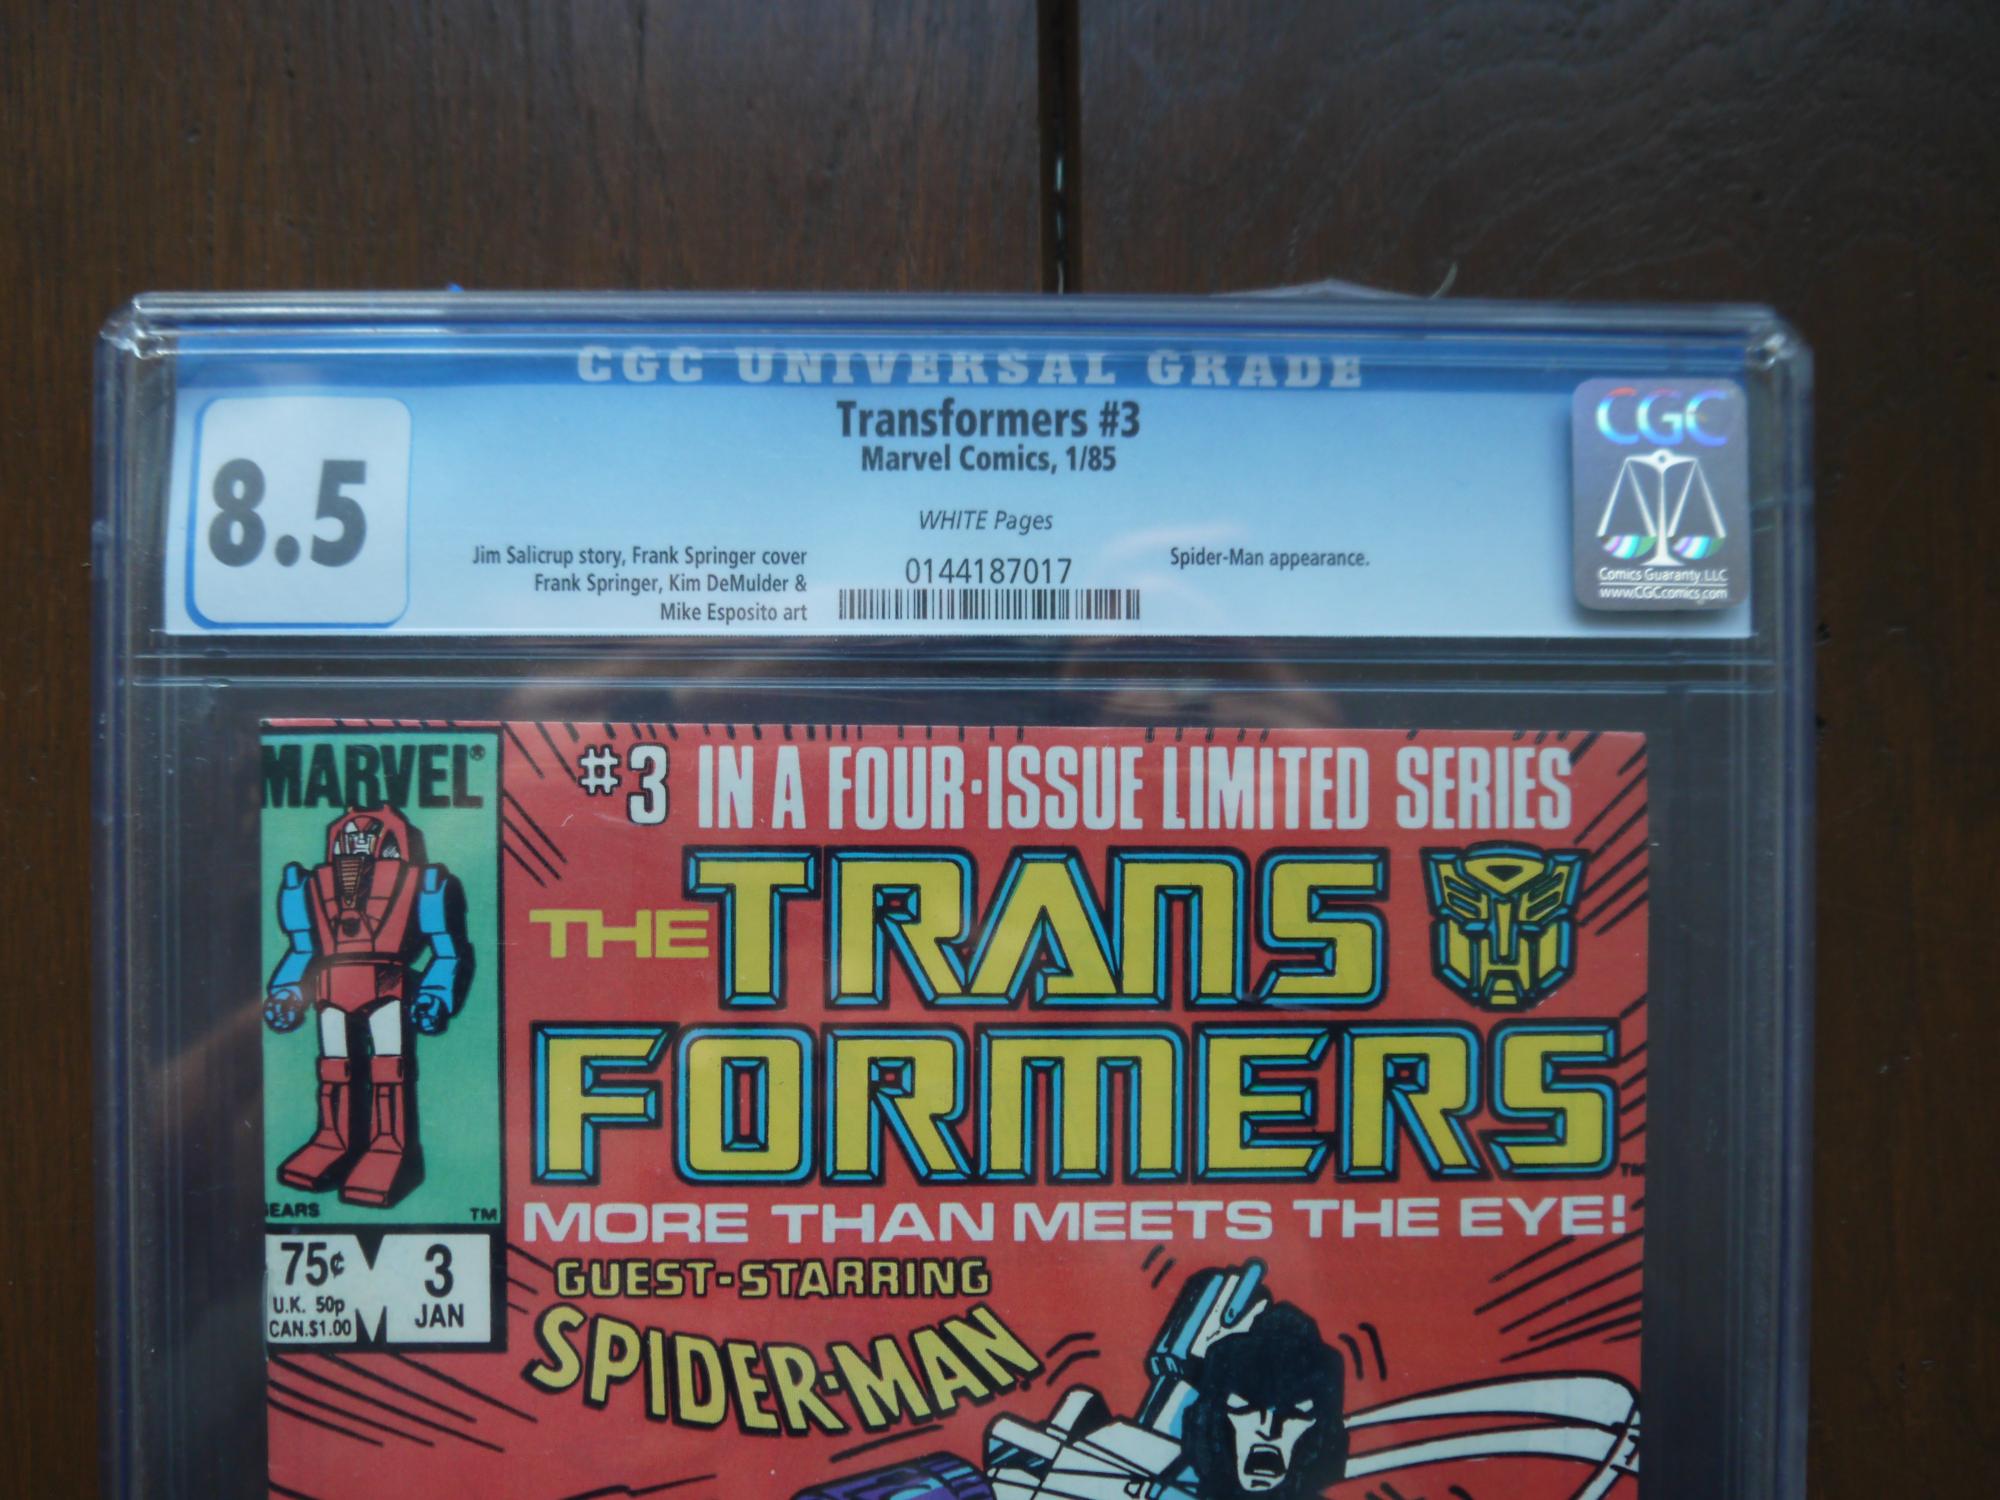 CGC UNIVERSAL GRADE
8.5
Transformers #3
Marvel Comics, 1/85
WHITE Pages
Jim Salicrup story, Frank Springer cover
Frank Springer, Kim DeMulder &
Mike Esposito art
0144187017
Spider-Man appearance.
CGC
Comics Guaranty, LLC
www.CGCcomics.com
MARVEL®
EARS TM
75¢
U.K. 50p
CAN.$1.00
3
JAN
#3 IN A FOUR-ISSUE LIMITED SERIES
THE TRANS
FORMERS TM
MORE THAN MEETS THE EYE!
GUEST-STARRING
SPIDER-MAN